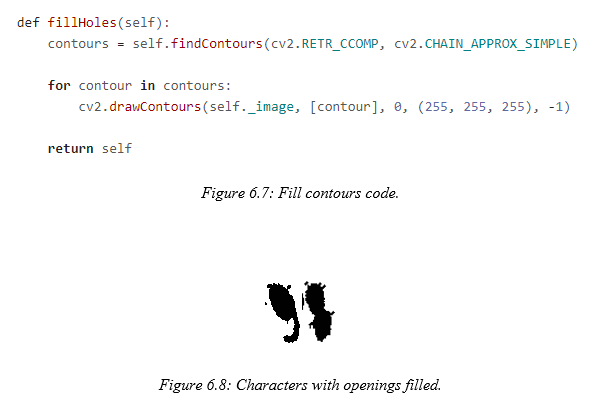 def fillHoles(self):
    contours = self.findContours(cv2.RETR_CCOMP, cv2.CHAIN_APPROX_SIMPLE)
    for contour in contours:
        cv2.drawContours(self._image, [contour], 0, (255, 255, 255), -1)
    return self
Figure 6.7: Fill contours code.
Figure 6.8: Characters with openings filled.